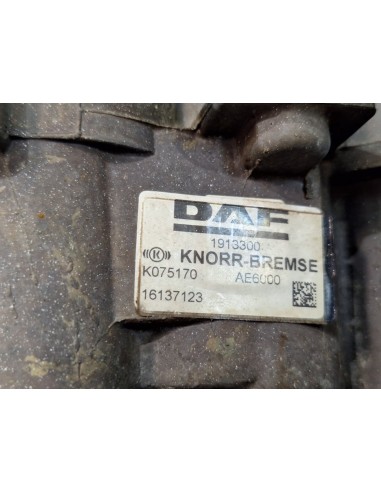 DAF
1913300
(((K))) KNORR-BREMSE
K075170 AE6000
16137123